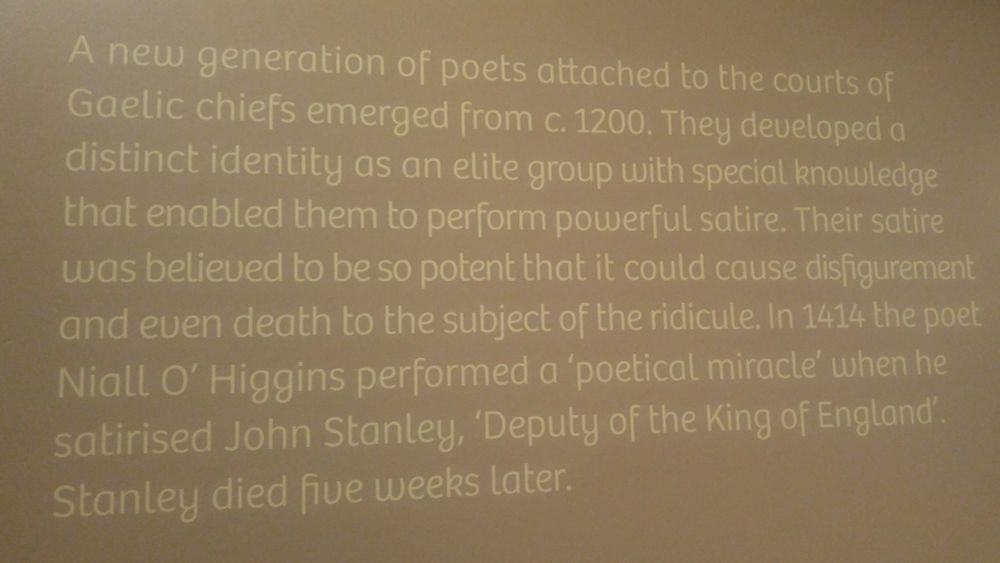 A new generation of poets attached to the courts of
Gaelic chiefs emerged from c. 1200. They developed a
distinct identity as an elite group with special knowledge
that enabled them to perform powerful satire. Their satire
was believed to be so potent that it could cause disfigurement
and even death to the subject of the ridicule. In 1414 the poet
Niall O’ Higgins performed a ‘poetical miracle’ when he
satirised John Stanley, ‘Deputy of the King of England’.
Stanley died five weeks later.